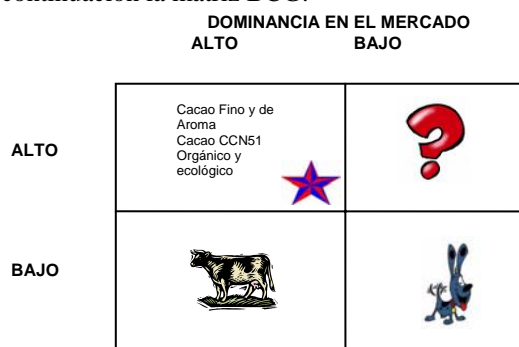 continuación la matriz BCG:
DOMINANCIA EN EL MERCADO
ALTO BAJO
ALTO
Cacao Fino y de
Aroma
Cacao CCN51
Orgánico y
ecológico
BAJO